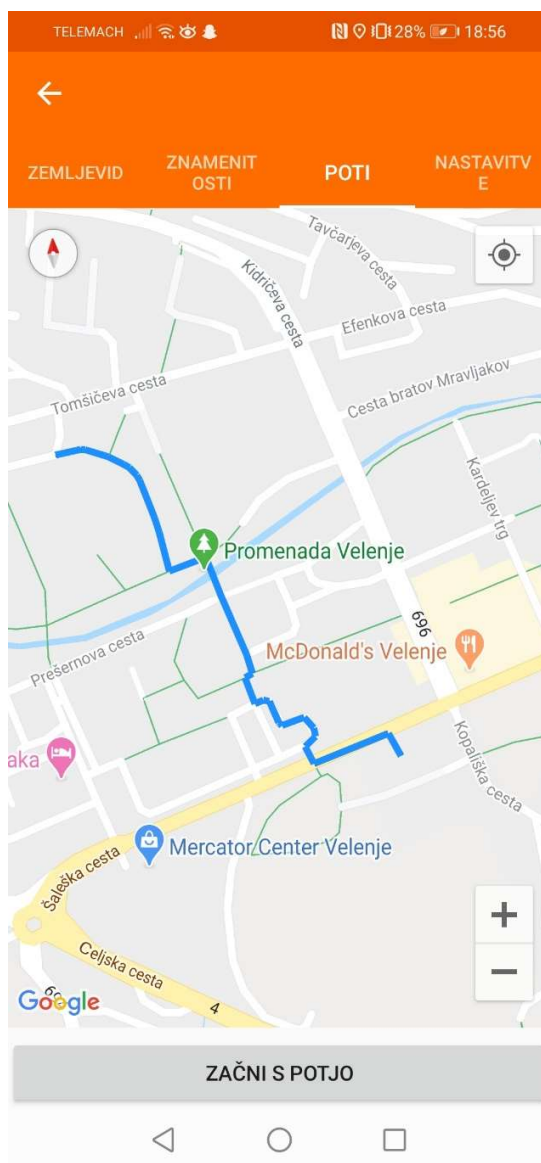 TELEMACH 28% 18:56
ZEMLJEVID
ZNAMENIT
OSTI
POTI
NASTAVITV
E
Tavčarjeva cesta
Kidričeva cesta
Efenkova cesta
Tomšičeva cesta
Cesta bratov Mravljakov
Kardeljev trg
Promenada Velenje
696
Prešernova cesta
McDonald's Velenje
Kopališka cesta
aka
Mercator Center Velenje
Šaleška cesta
Celjska cesta
4
Google
ZAČNI S POTJO